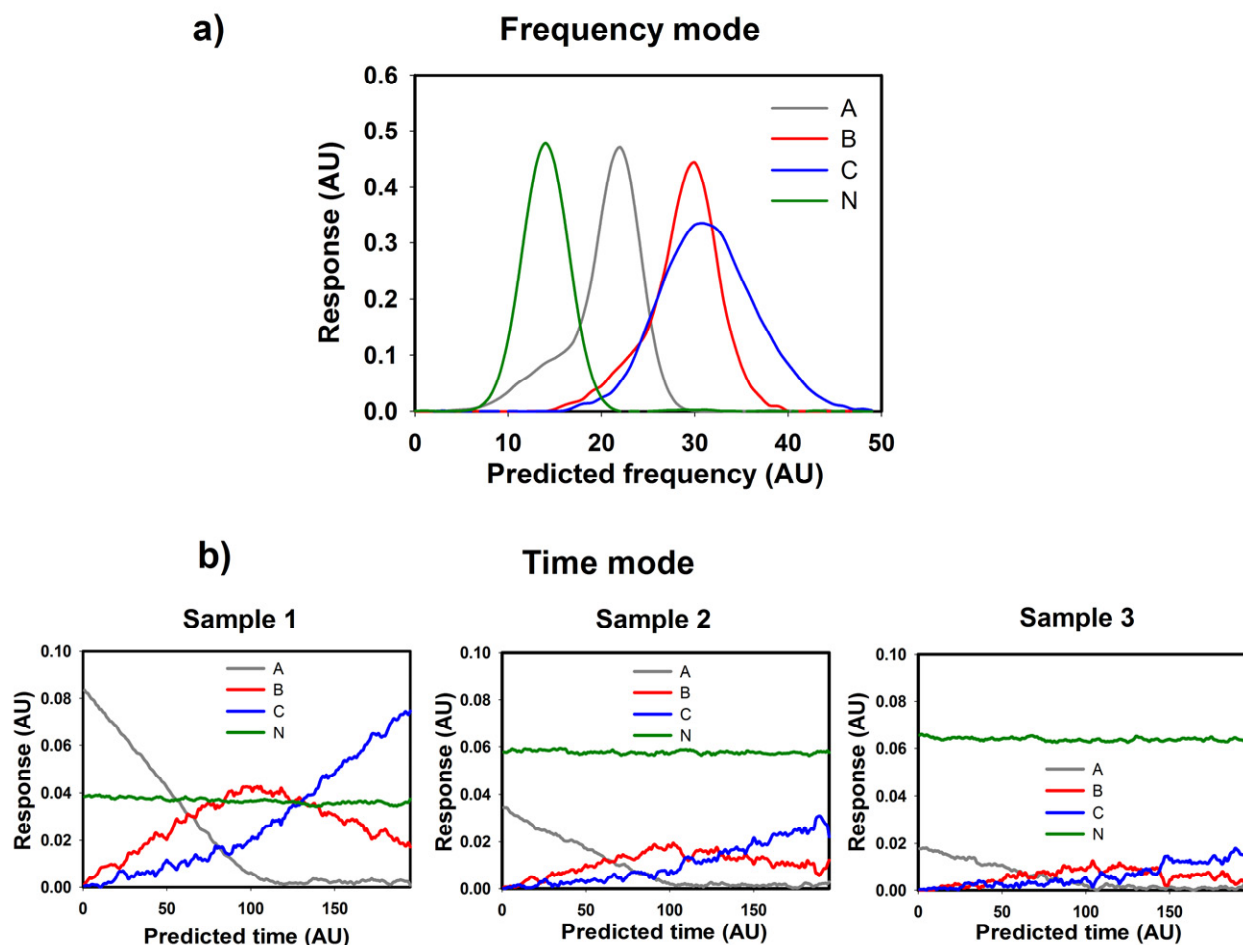 a)
Frequency mode
Response (AU)
0.6
0.5
0.4
0.3
0.2
0.1
0.0
A
B
C
N
0 10 20 30 40 50
Predicted frequency (AU)
b)
Time mode
Sample 1
Response (AU)
0.10
0.08
0.06
0.04
0.02
0.00
A
B
C
N
0 50 100 150
Predicted time (AU)
Sample 2
Response (AU)
0.10
0.08
0.06
0.04
0.02
0.00
A
B
C
N
0 50 100 150
Predicted time (AU)
Sample 3
Response (AU)
0.10
0.08
0.06
0.04
0.02
0.00
A
B
C
N
0 50 100 150
Predicted time (AU)